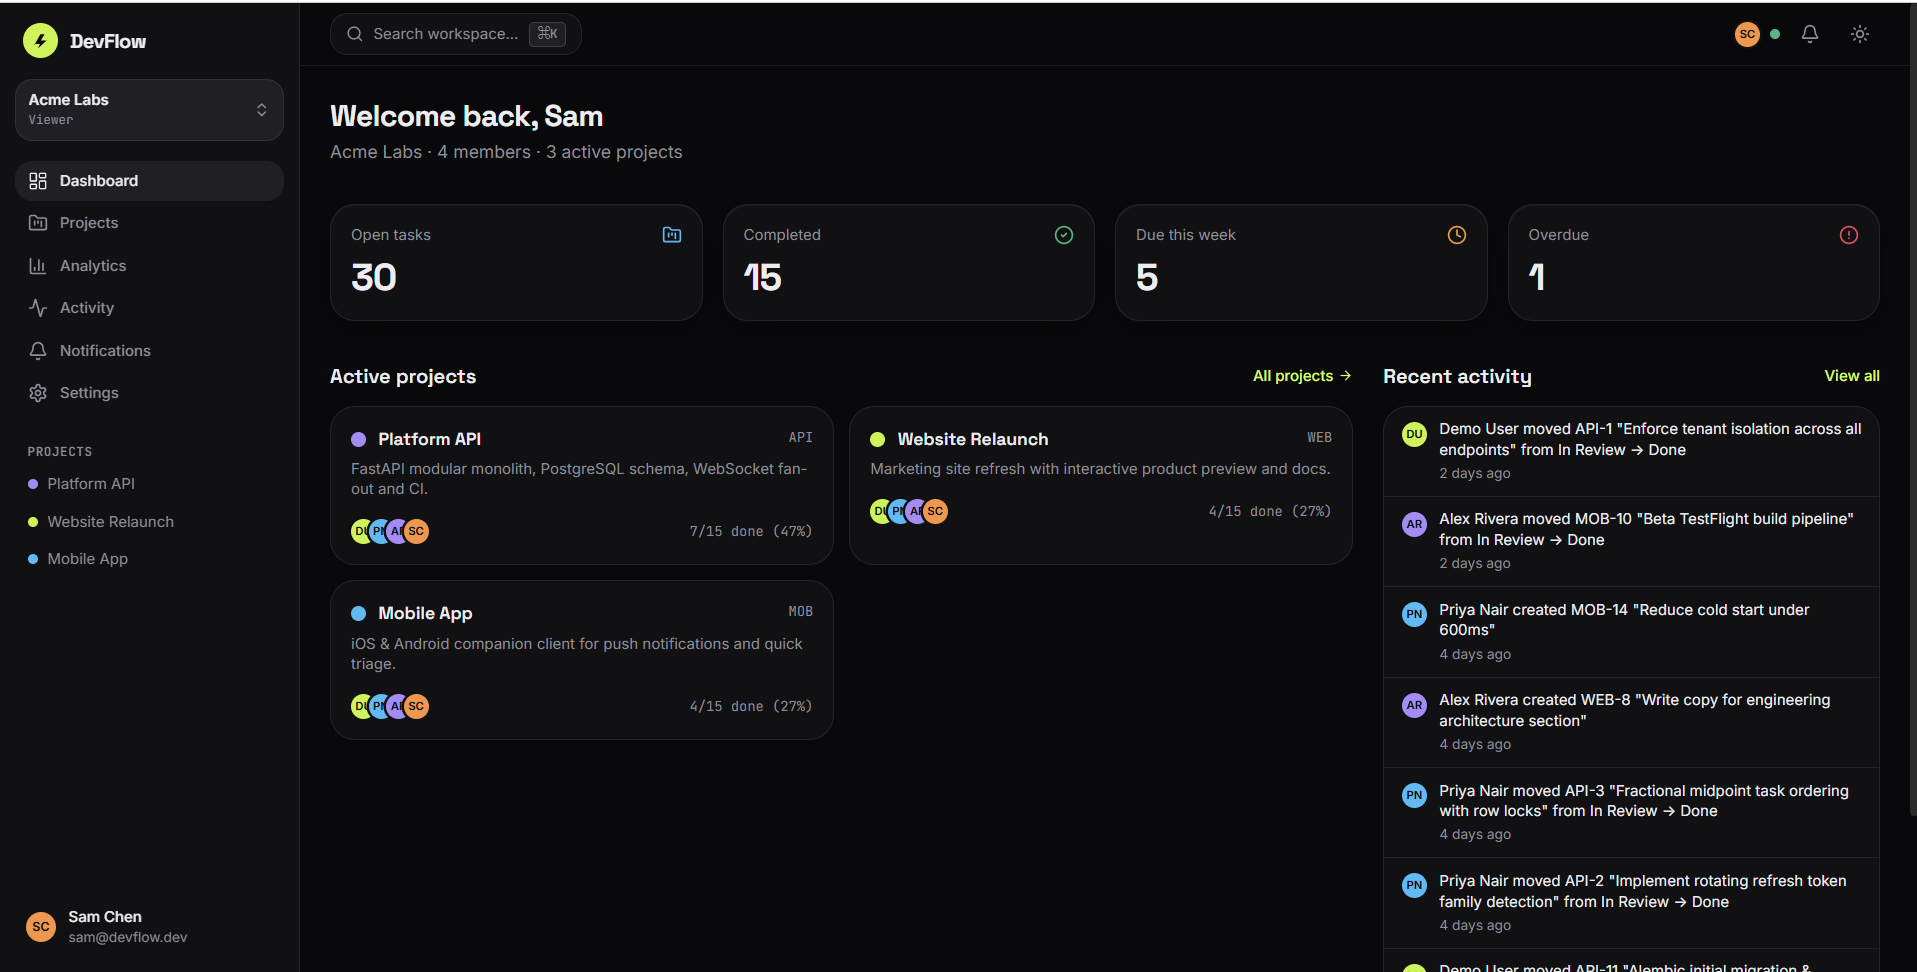 DevFlow
Acme Labs
Viewer
Dashboard
Projects
Analytics
Activity
Notifications
Settings
PROJECTS
Platform API
Website Relaunch
Mobile App
SC
Sam Chen
sam@devflow.dev
Search workspace...
⌘K
SC
Welcome back, Sam
Acme Labs · 4 members · 3 active projects
Open tasks
30
Completed
15
Due this week
5
Overdue
1
Active projects
All projects →
Platform API
API
FastAPI modular monolith, PostgreSQL schema, WebSocket fan-
out and CI.
SC
7/15 done (47%)
Website Relaunch
WEB
Marketing site refresh with interactive product preview and docs.
SC
4/15 done (27%)
Mobile App
MOB
iOS & Android companion client for push notifications and quick
triage.
SC
4/15 done (27%)
Recent activity
View all
DU
Demo User moved API-1 "Enforce tenant isolation across all
endpoints" from In Review → Done
2 days ago
AR
Alex Rivera moved MOB-10 "Beta TestFlight build pipeline"
from In Review → Done
2 days ago
PN
Priya Nair created MOB-14 "Reduce cold start under
600ms"
4 days ago
AR
Alex Rivera created WEB-8 "Write copy for engineering
architecture section"
4 days ago
PN
Priya Nair moved API-3 "Fractional midpoint task ordering
with row locks" from In Review → Done
4 days ago
PN
Priya Nair moved API-2 "Implement rotating refresh token
family detection" from In Review → Done
4 days ago
Demo User moved API-11 "Alembic initial migration &